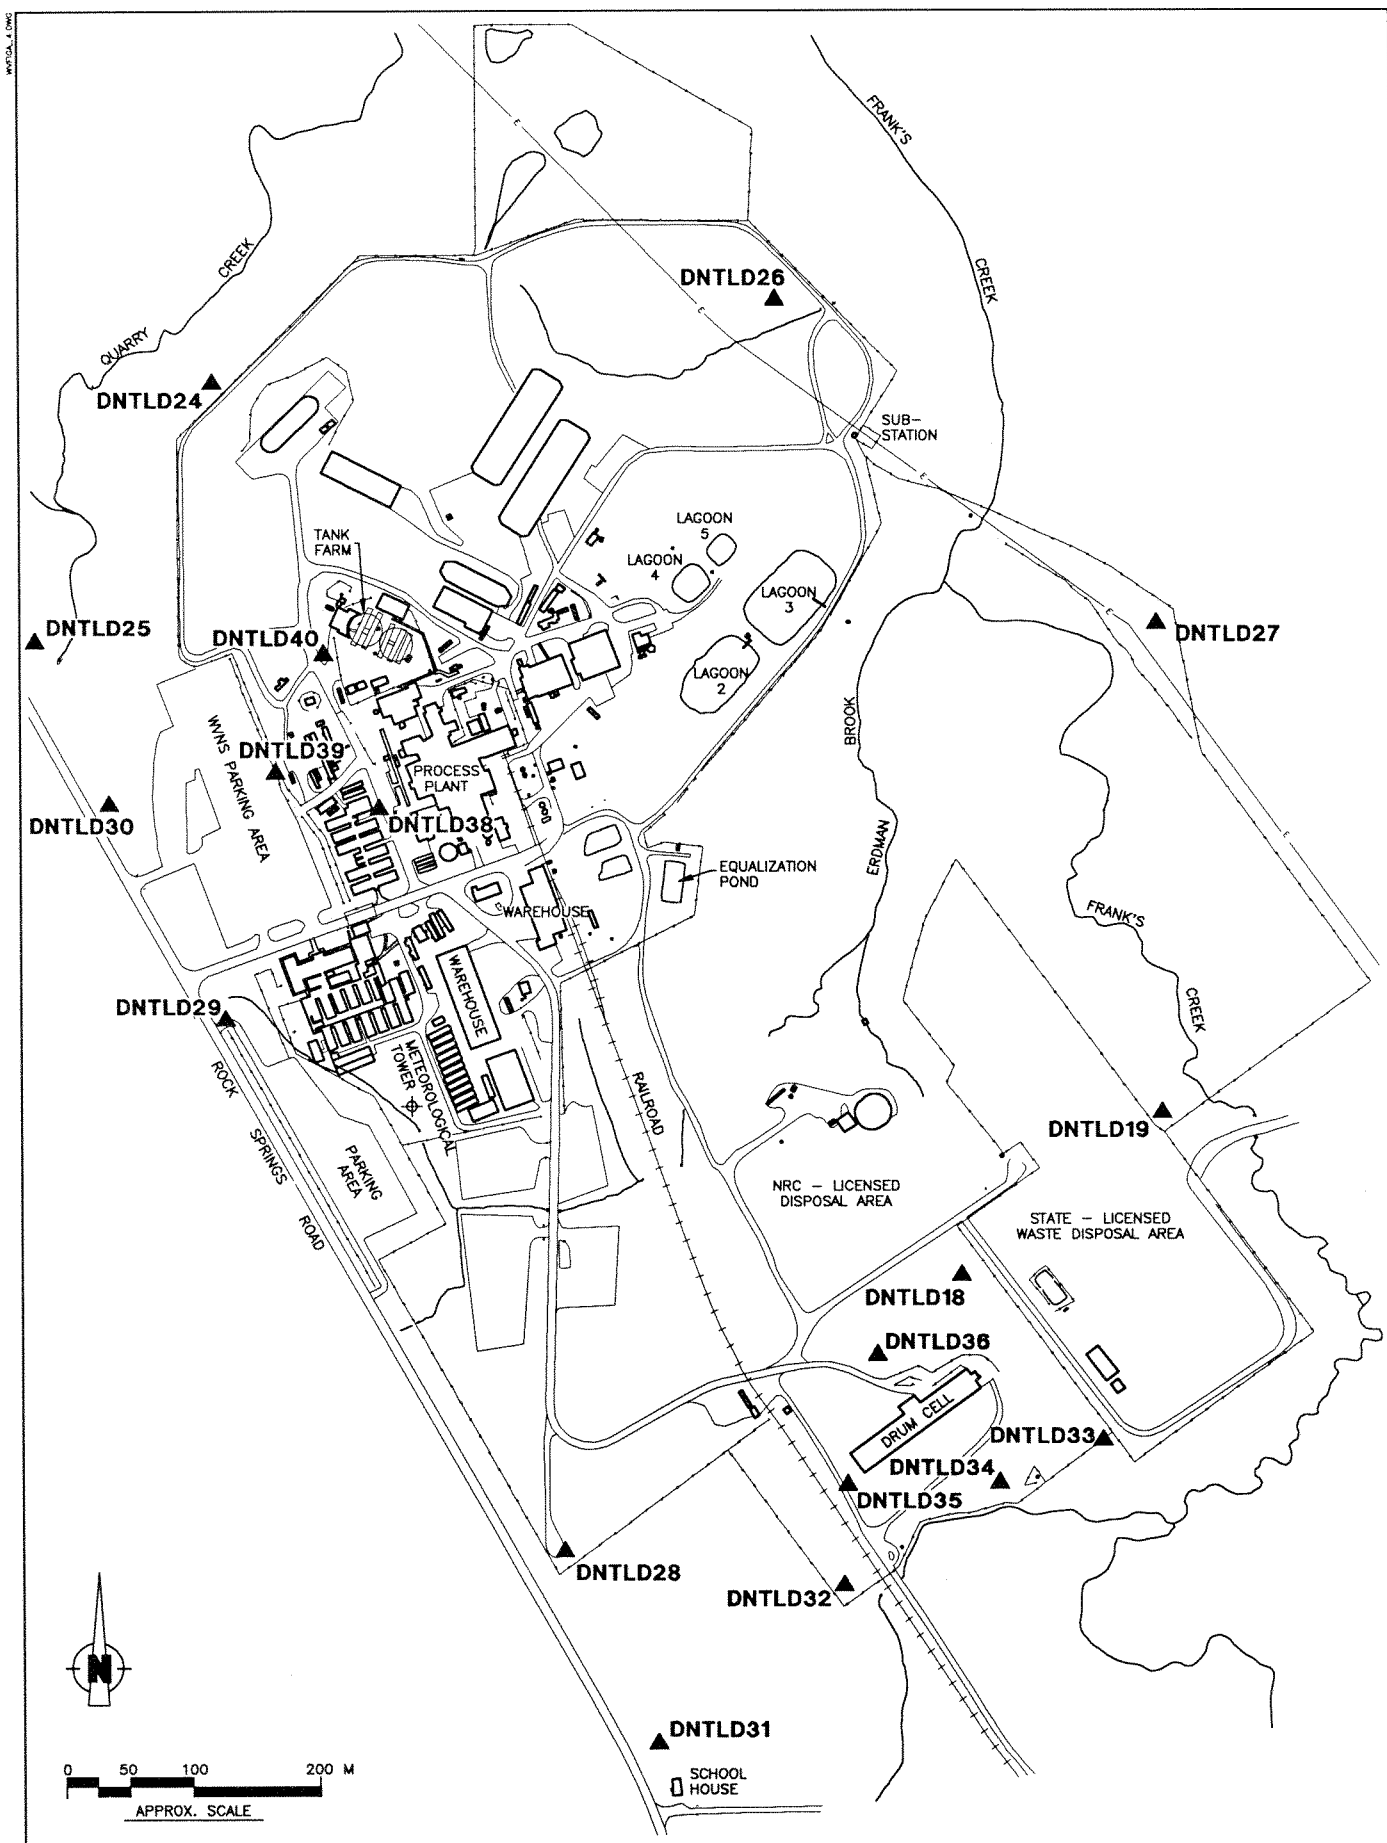 FRANK'S
CREEK
QUARRY
CREEK
DNTLD26
DNTLD24
SUB-
STATION
LAGOON
5
LAGOON
4
LAGOON
3
LAGOON
2
TANK
FARM
DNTLD25
DNTLD40
DNTLD27
WVNS PARKING AREA
DNTLD39
PROCESS
PLANT
DNTLD38
DNTLD30
BROOK
ERDMAN
EQUALIZATION
POND
WAREHOUSE
WAREHOUSE
FRANK'S
CREEK
DNTLD29
METEOROLOGICAL
TOWER
ROCK
SPRINGS
ROAD
PARKING
AREA
RAILROAD
DNTLD19
NRC - LICENSED
DISPOSAL AREA
STATE - LICENSED
WASTE DISPOSAL AREA
DNTLD18
DNTLD36
DRUM CELL
DNTLD33
DNTLD34
DNTLD35
DNTLD28
DNTLD32
N
DNTLD31
SCHOOL
HOUSE
0 50 100 200 M
APPROX. SCALE